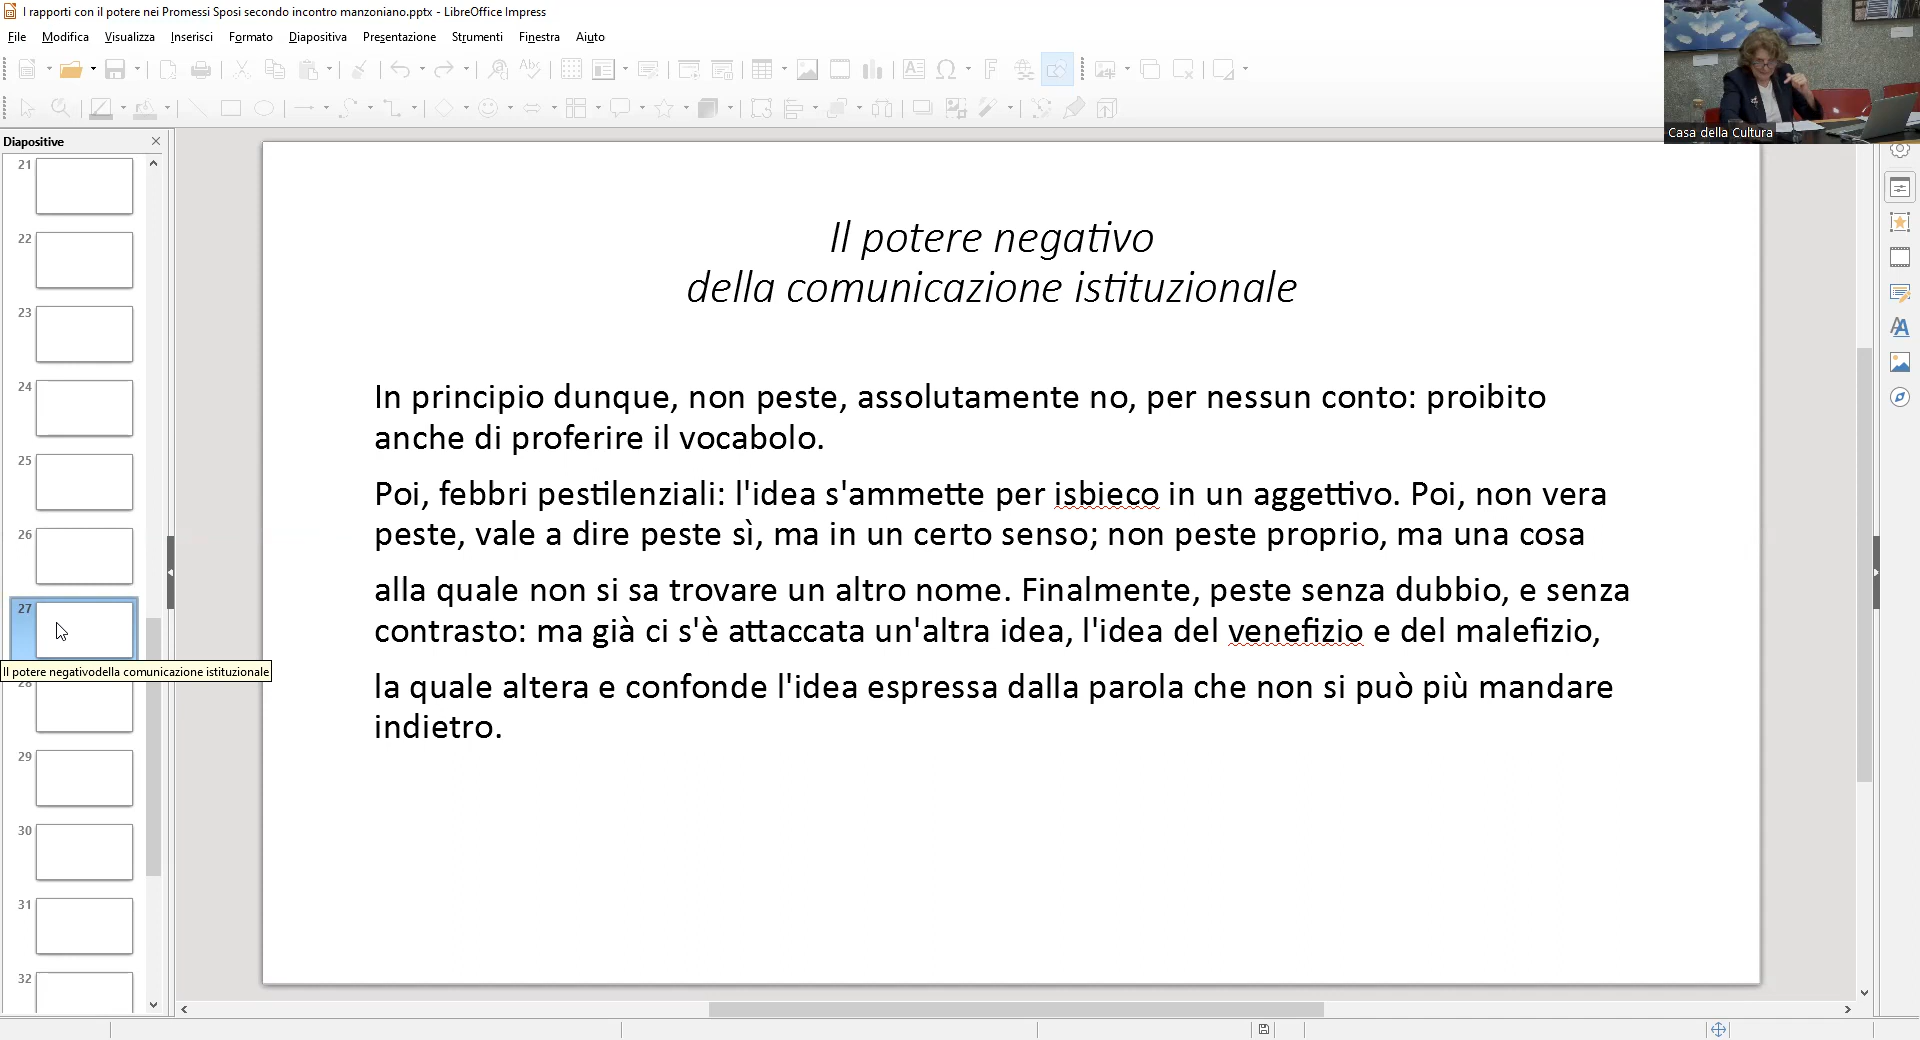 I rapporti con il potere nei Promessi Sposi secondo incontro manzoniano.pptx - LibreOffice Impress
File Modifica Visualizza Inserisci Formato Diapositiva Presentazione Strumenti Finestra Aiuto
Casa della Cultura
Diapositive
21
22
23
24
25
26
27
Il potere negativodella comunicazione istituzionale
28
29
30
31
32
Il potere negativo
della comunicazione istituzionale
In principio dunque, non peste, assolutamente no, per nessun conto: proibito
anche di proferire il vocabolo.
Poi, febbri pestilenziali: l'idea s'ammette per isbieco in un aggettivo. Poi, non vera
peste, vale a dire peste sì, ma in un certo senso; non peste proprio, ma una cosa
alla quale non si sa trovare un altro nome. Finalmente, peste senza dubbio, e senza
contrasto: ma già ci s'è attaccata un'altra idea, l'idea del venefizio e del malefizio,
la quale altera e confonde l'idea espressa dalla parola che non si può più mandare
indietro.